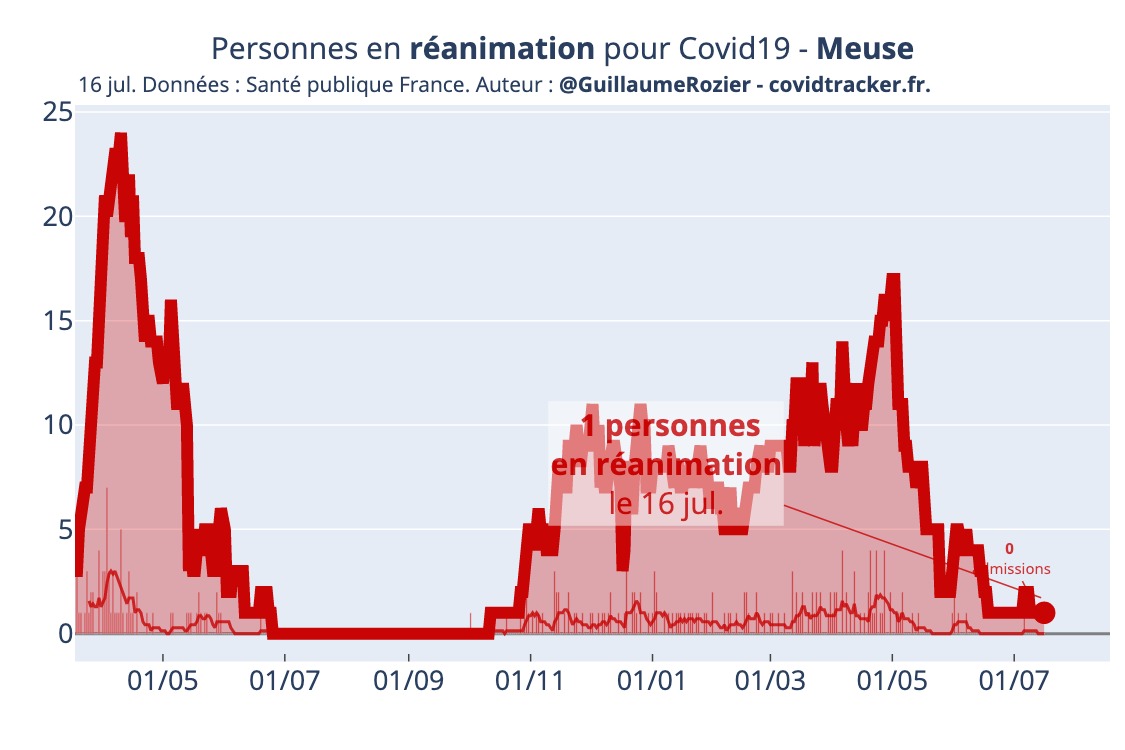 Personnes en réanimation pour Covid19 - Meuse
16 jul. Données : Santé publique France. Auteur : @GuillaumeRozier - covidtracker.fr.
25
20
15
10
5
0
1 personnes
en réanimation
le 16 jul.
0
admissions
01/05
01/07
01/09
01/11
01/01
01/03
01/05
01/07